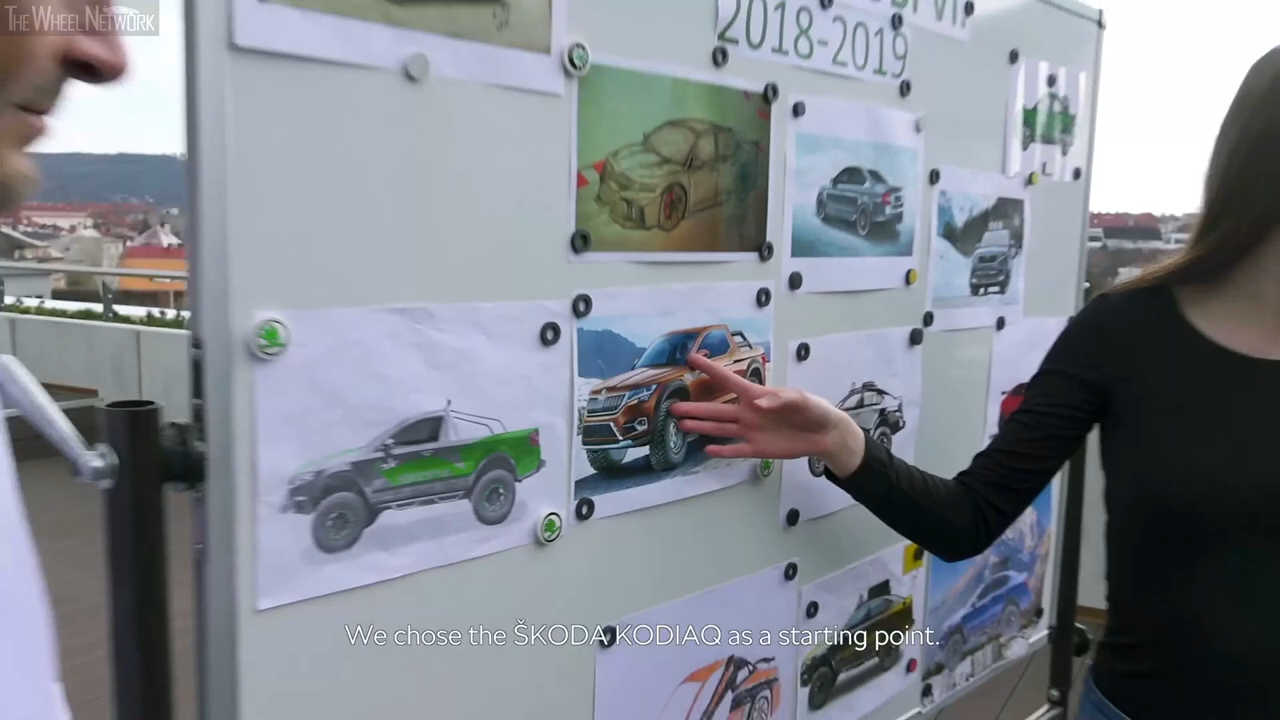 THE WHEEL NETWORK
2018-2019
We chose the ŠKODA KODIAQ as a starting point.